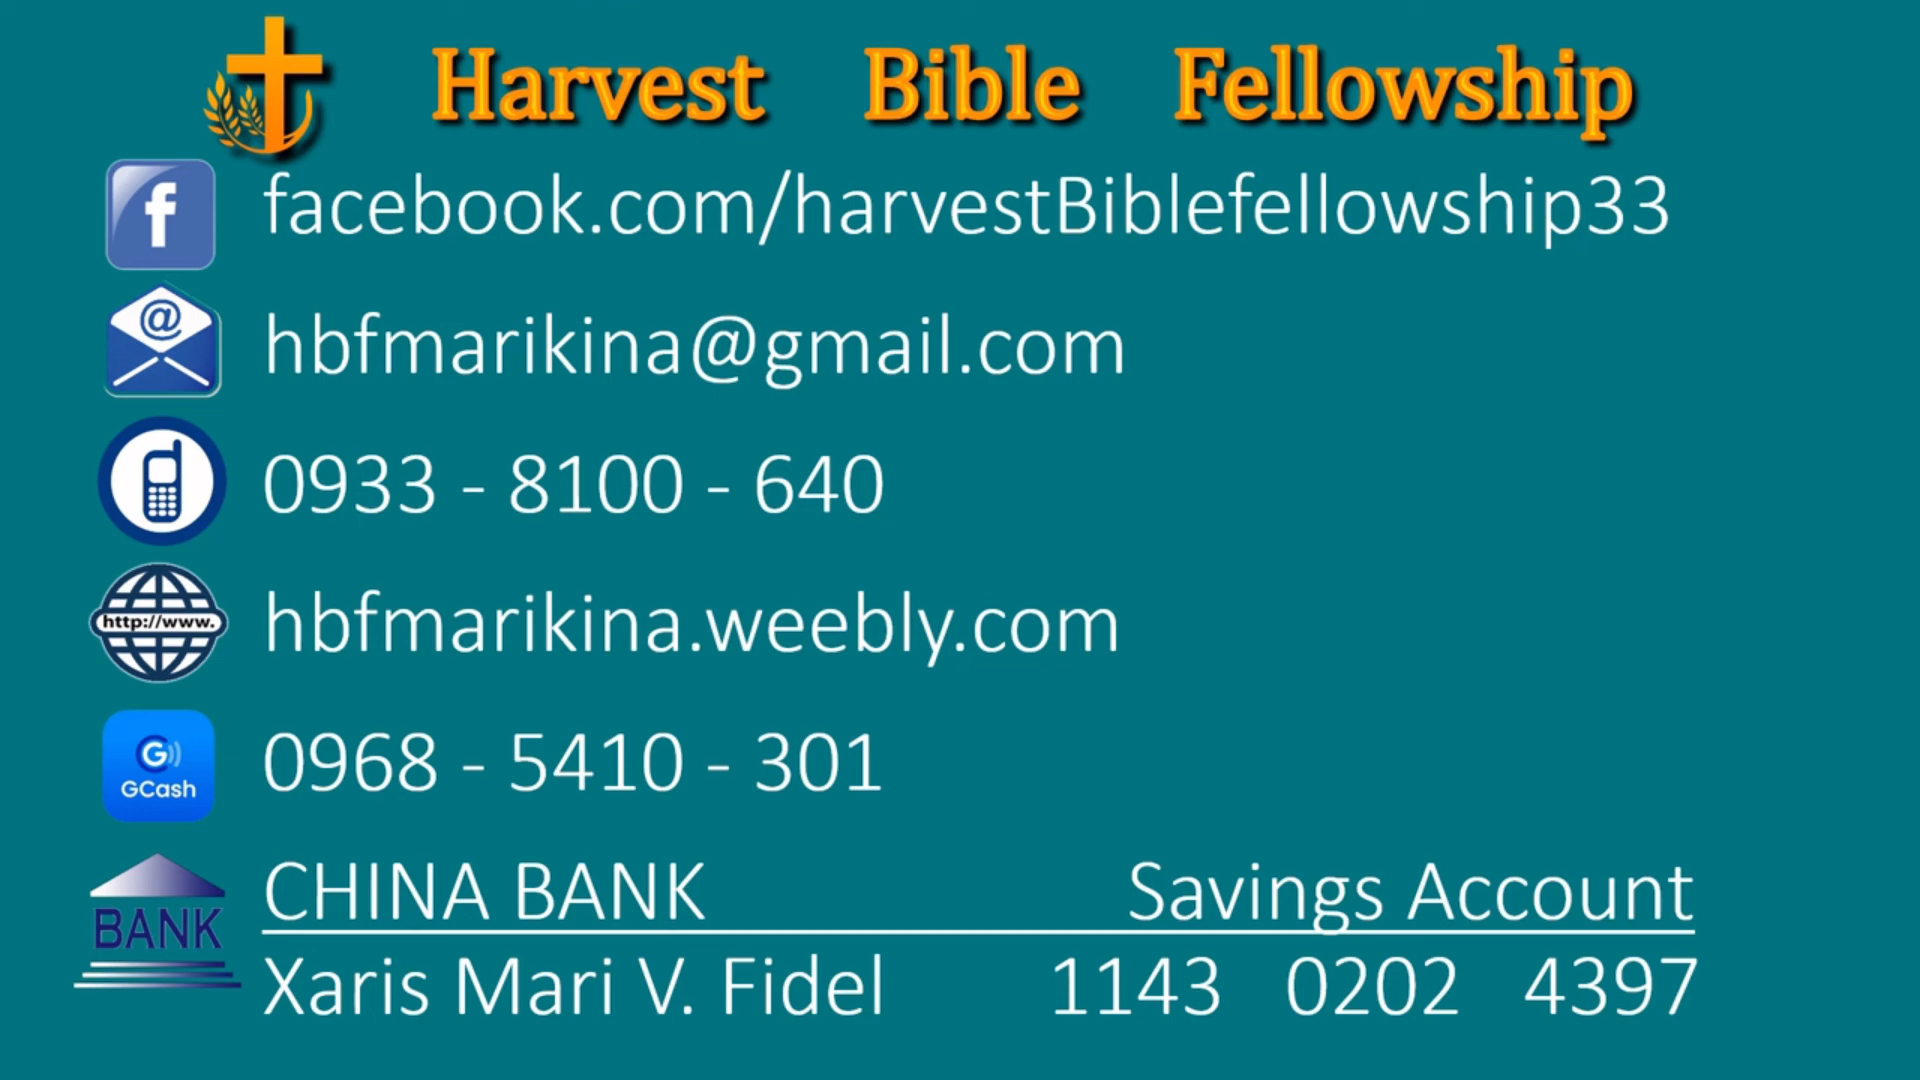 Harvest Bible Fellowship
f facebook.com/harvestBiblefellowship33
@ hbfmarikina@gmail.com
0933 - 8100 - 640
http://www. hbfmarikina.weebly.com
G GCash 0968 - 5410 - 301
CHINA BANK Savings Account
BANK
Xaris Mari V. Fidel 1143 0202 4397